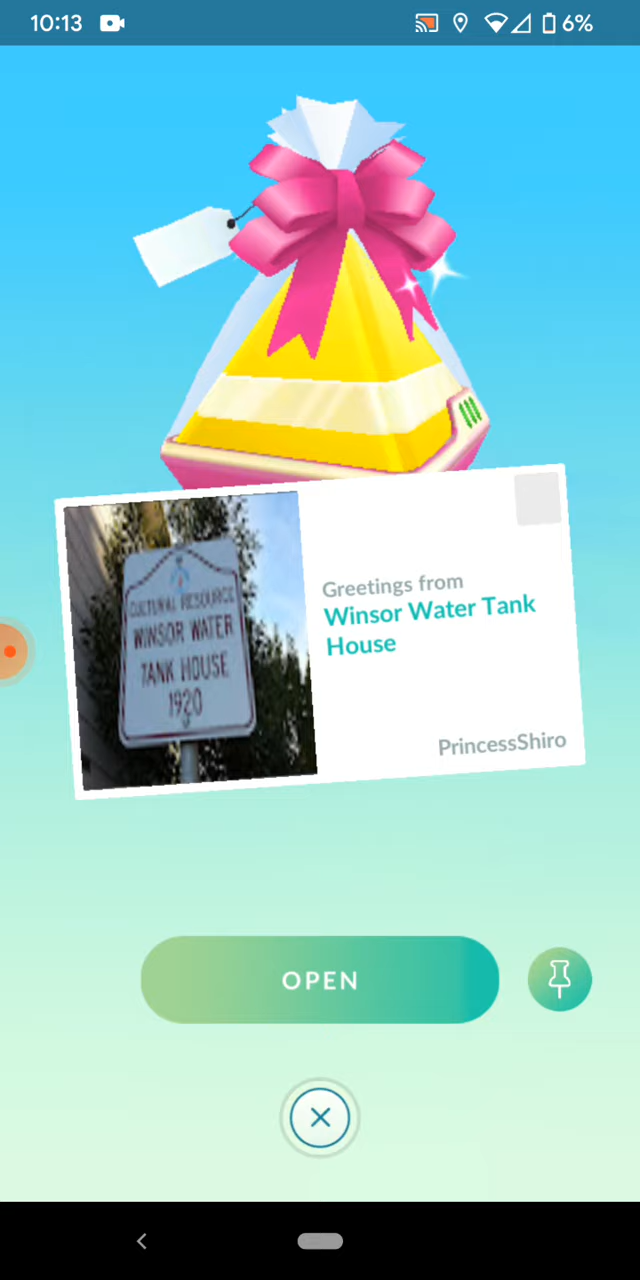 10:13
6%
CULTURAL RESOURCE
WINSOR WATER
TANK HOUSE
1920
Greetings from
Winsor Water Tank
House
PrincessShiro
OPEN